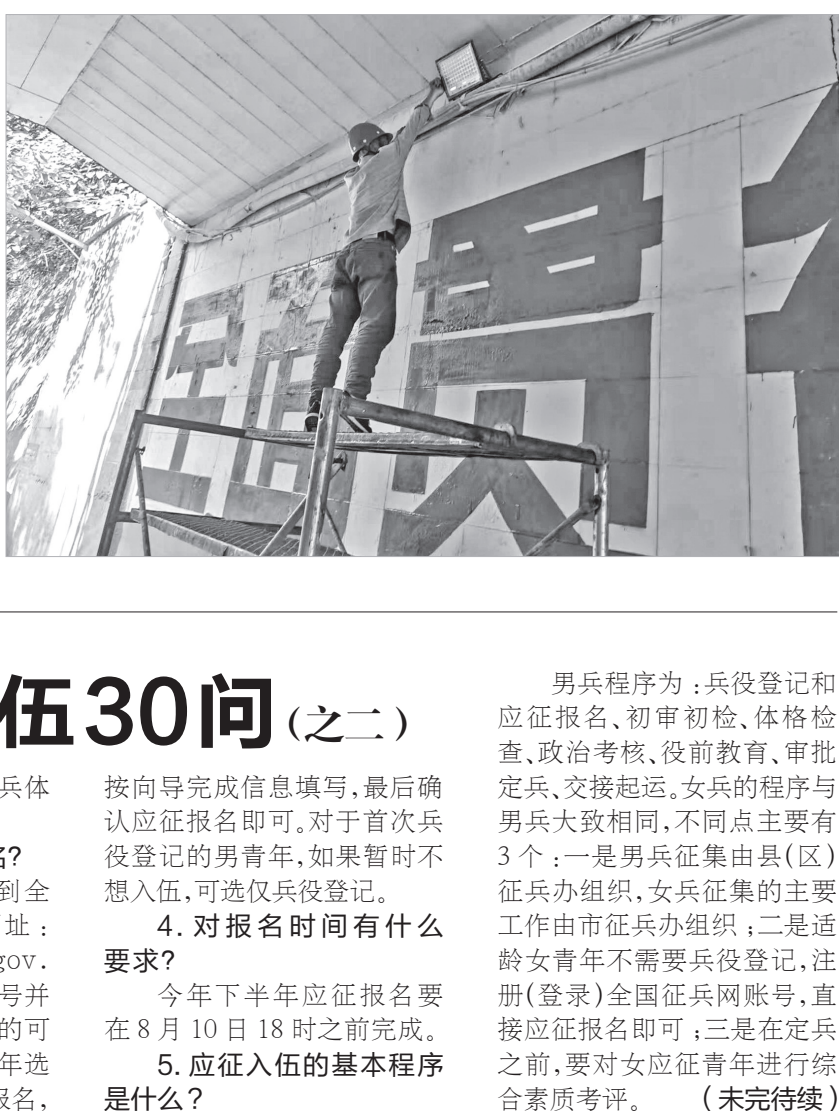 伍30问(之二)
兵体
名?
到全
址:
gov.
号并
的可
年选
报名,
按向导完成信息填写,最后确
认应征报名即可。对于首次兵
役登记的男青年,如果暂时不
想入伍,可选仅兵役登记。
4. 对报名时间有什么
要求?
今年下半年应征报名要
在8月10日18时之前完成。
5. 应征入伍的基本程序
是什么?
男兵程序为:兵役登记和
应征报名、初审初检、体格检
查、政治考核、役前教育、审批
定兵、交接起运。女兵的程序与
男兵大致相同,不同点主要有
3个:一是男兵征集由县(区)
征兵办组织,女兵征集的主要
工作由市征兵办组织;二是适
龄女青年不需要兵役登记,注
册(登录)全国征兵网账号,直
接应征报名即可;三是在定兵
之前,要对女应征青年进行综
合素质考评。 (未完待续)